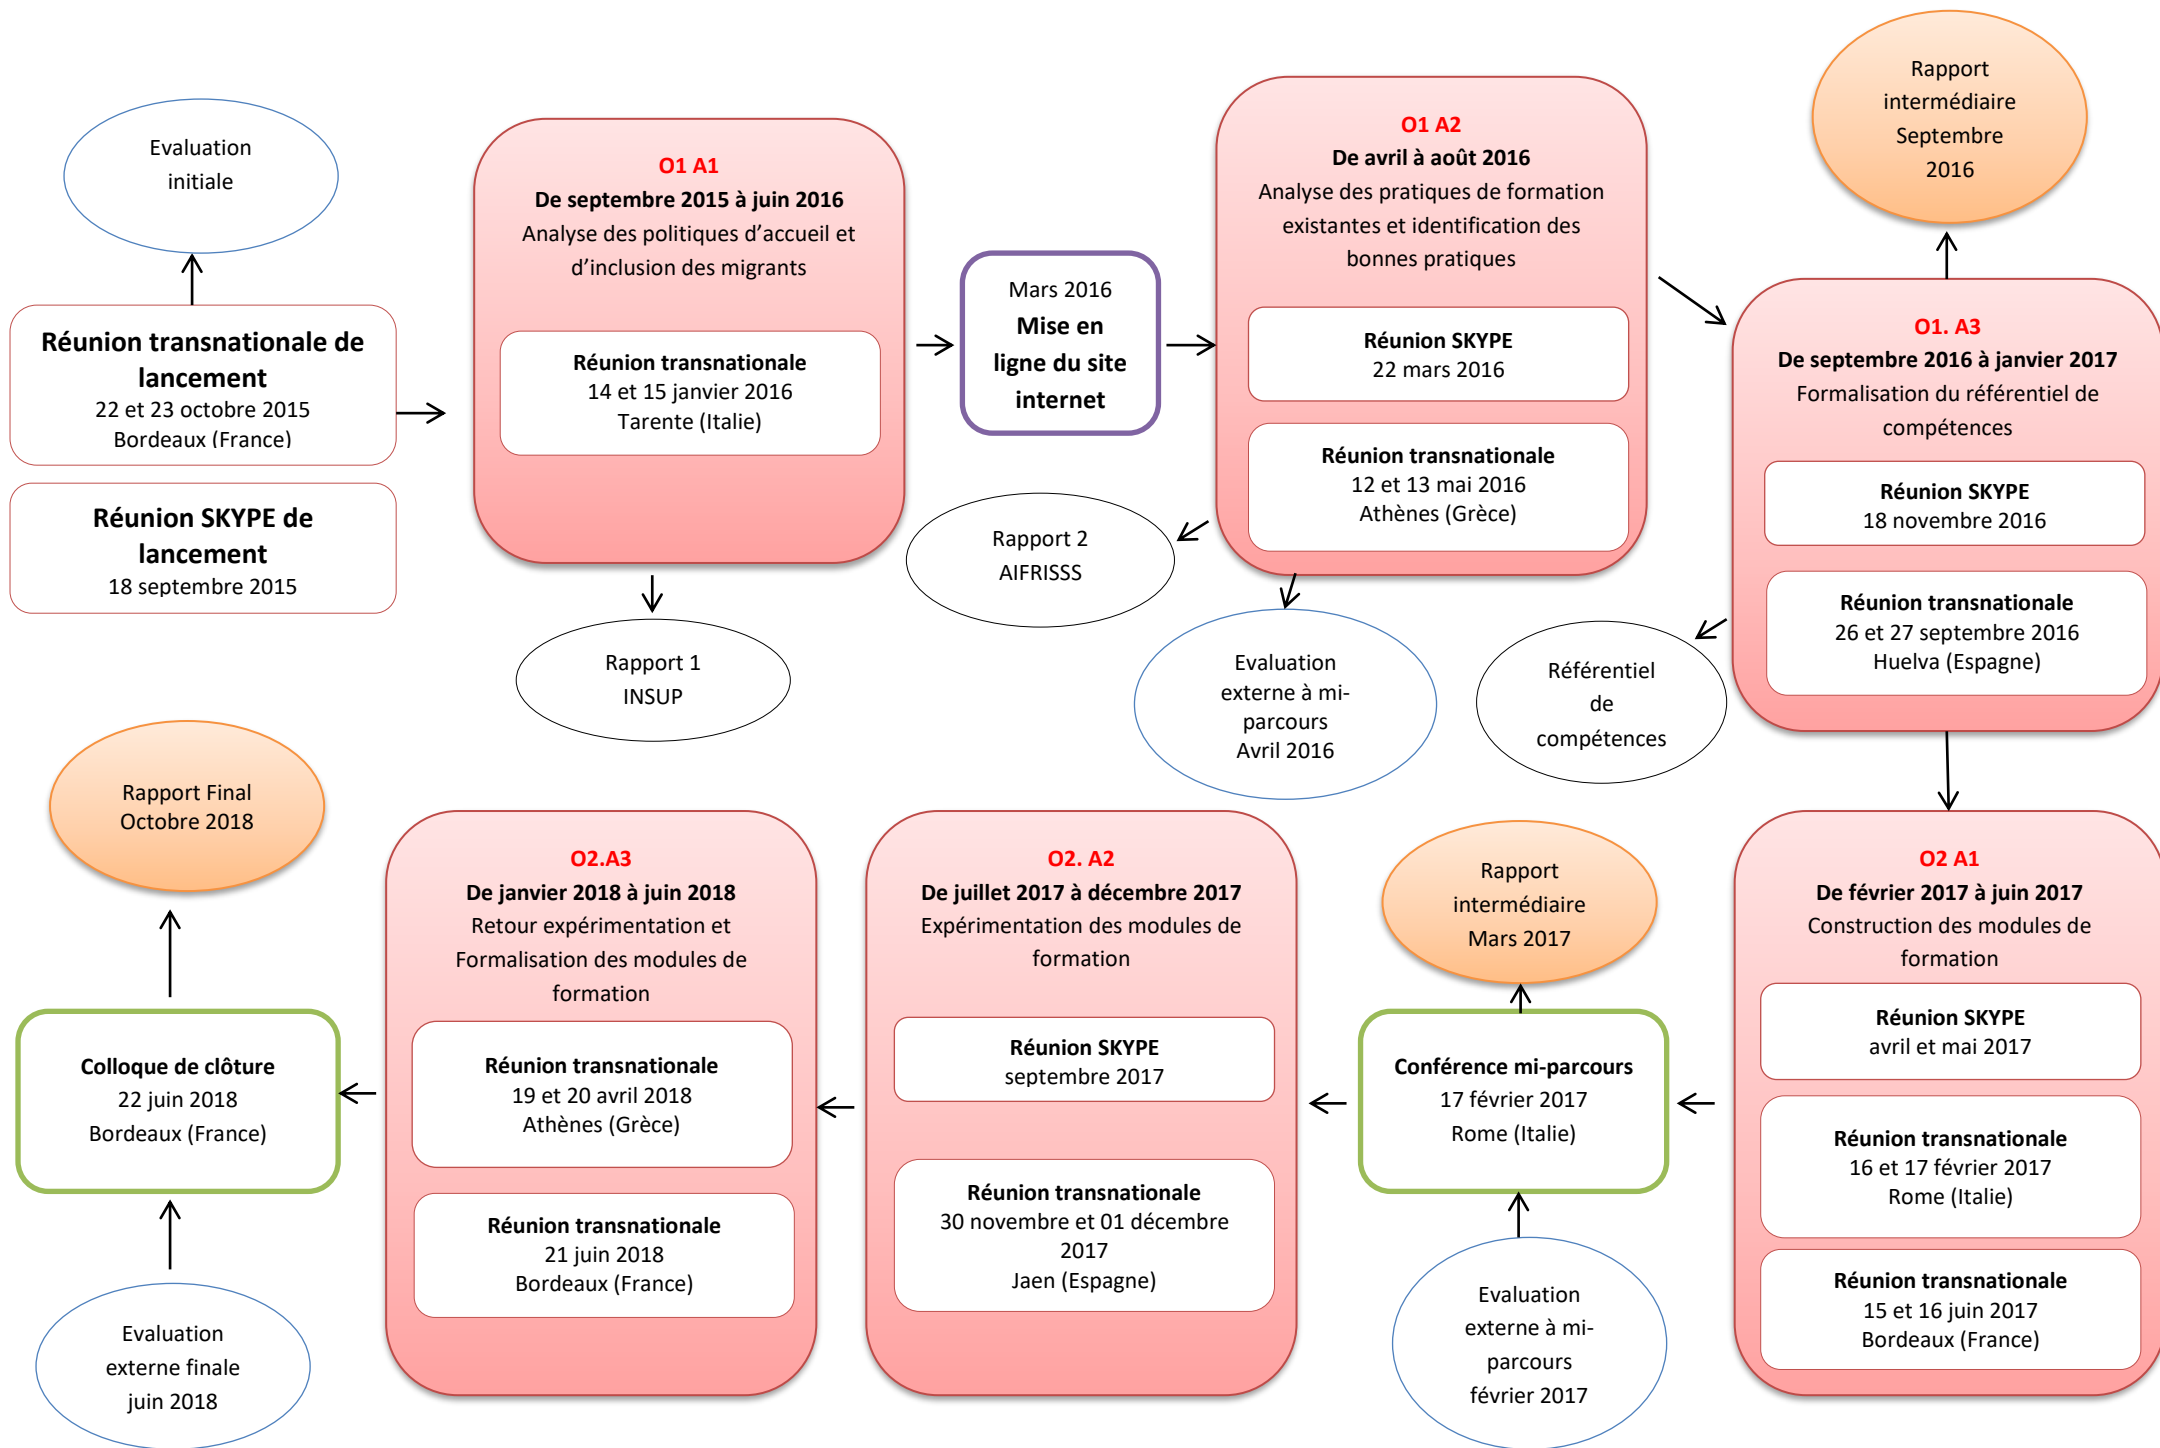 Evaluation
initiale
Réunion transnationale de
lancement
22 et 23 octobre 2015
Bordeaux (France)
Réunion SKYPE de
lancement
18 septembre 2015
O1 A1
De septembre 2015 à juin 2016
Analyse des politiques d’accueil et
d’inclusion des migrants
Réunion transnationale
14 et 15 janvier 2016
Tarente (Italie)
Rapport 1
INSUP
Mars 2016
Mise en
ligne du site
internet
O1 A2
De avril à août 2016
Analyse des pratiques de formation
existantes et identification des
bonnes pratiques
Réunion SKYPE
22 mars 2016
Réunion transnationale
12 et 13 mai 2016
Athènes (Grèce)
Rapport 2
AIFRISSS
Evaluation
externe à mi-
parcours
Avril 2016
Rapport
intermédiaire
Septembre
2016
O1. A3
De septembre 2016 à janvier 2017
Formalisation du référentiel de
compétences
Réunion SKYPE
18 novembre 2016
Réunion transnationale
26 et 27 septembre 2016
Huelva (Espagne)
Référentiel
de
compétences
O2 A1
De février 2017 à juin 2017
Construction des modules de
formation
Réunion SKYPE
avril et mai 2017
Réunion transnationale
16 et 17 février 2017
Rome (Italie)
Réunion transnationale
15 et 16 juin 2017
Bordeaux (France)
Rapport
intermédiaire
Mars 2017
Conférence mi-parcours
17 février 2017
Rome (Italie)
Evaluation
externe à mi-
parcours
février 2017
O2. A2
De juillet 2017 à décembre 2017
Expérimentation des modules de
formation
Réunion SKYPE
septembre 2017
Réunion transnationale
30 novembre et 01 décembre
2017
Jaen (Espagne)
O2.A3
De janvier 2018 à juin 2018
Retour expérimentation et
Formalisation des modules de
formation
Réunion transnationale
19 et 20 avril 2018
Athènes (Grèce)
Réunion transnationale
21 juin 2018
Bordeaux (France)
Rapport Final
Octobre 2018
Colloque de clôture
22 juin 2018
Bordeaux (France)
Evaluation
externe finale
juin 2018